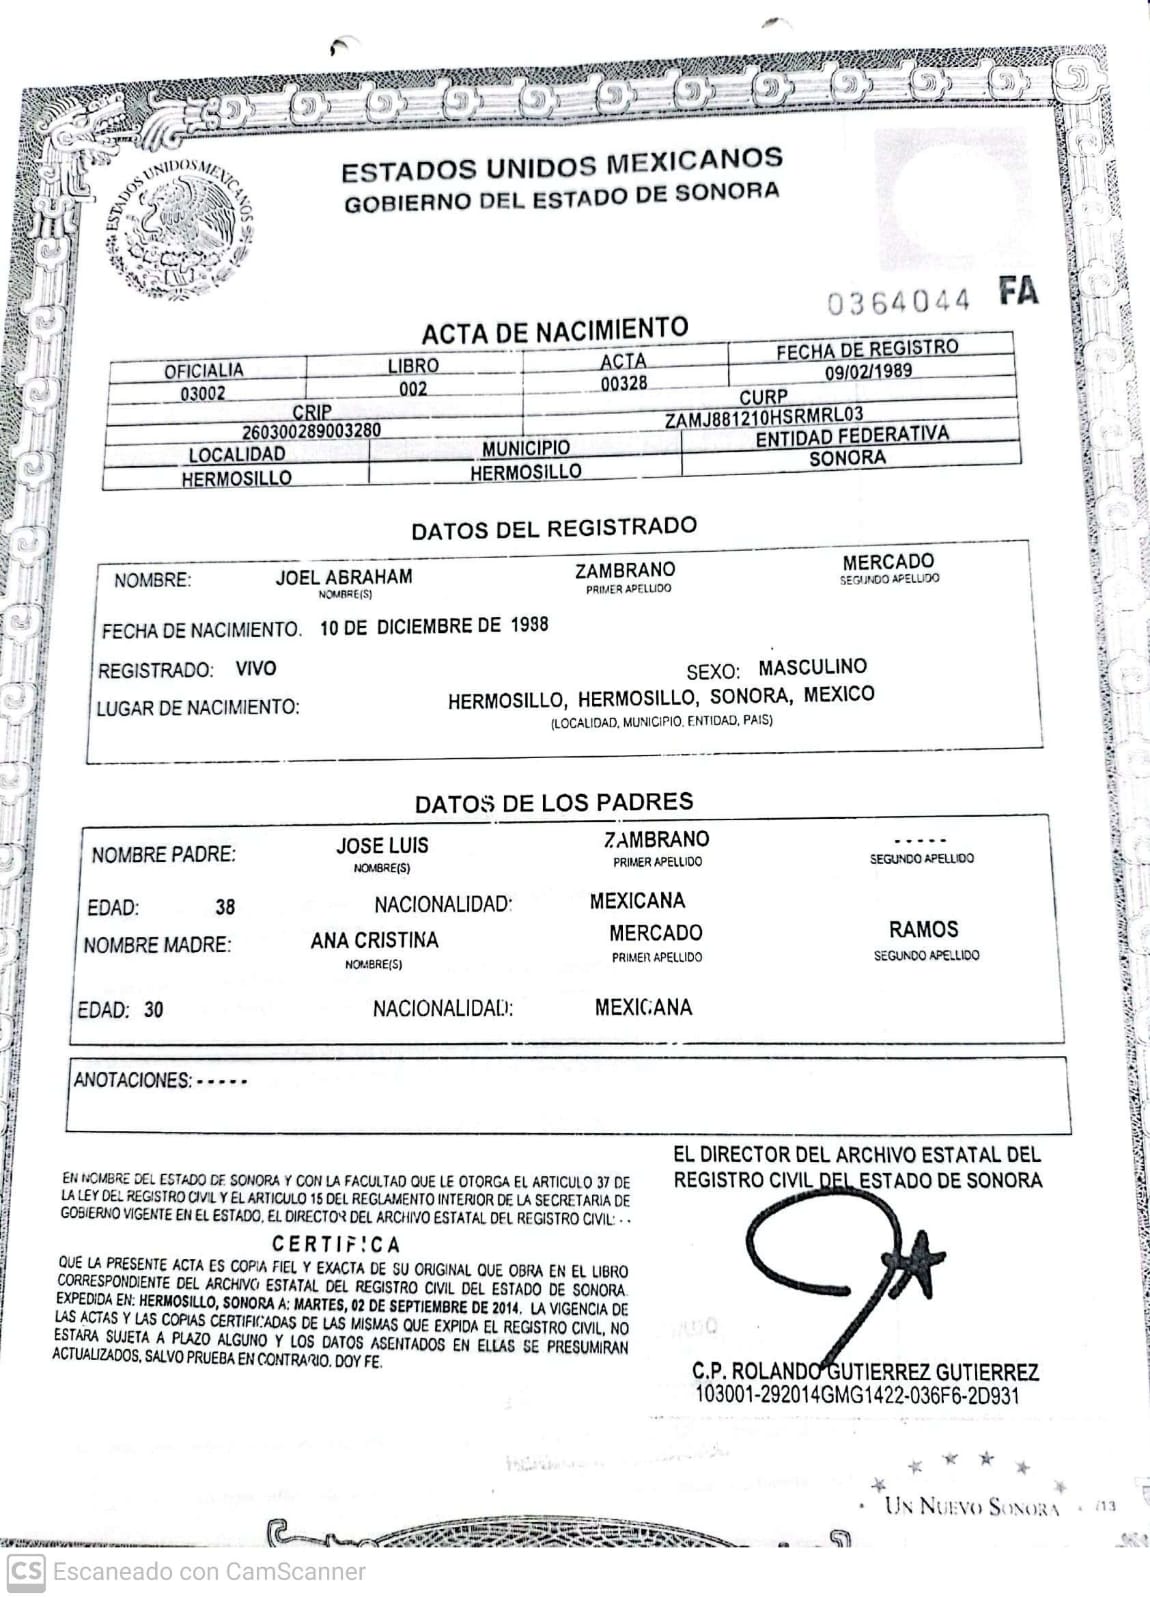 ESTADOS UNIDOS MEXICANOS
ESTADOS UNIDOS MEXICANOS
GOBIERNO DEL ESTADO DE SONORA
0364044 FA
ACTA DE NACIMIENTO
OFICIALIA LIBRO ACTA FECHA DE REGISTRO
03002 002 00328 09/02/1989
CRIP CURP
260300289003280 ZAMJ881210HSRMRL03
LOCALIDAD MUNICIPIO ENTIDAD FEDERATIVA
HERMOSILLO HERMOSILLO SONORA
DATOS DEL REGISTRADO
NOMBRE: JOEL ABRAHAM ZAMBRANO MERCADO
NOMBRE(S) PRIMER APELLIDO SEGUNDO APELLIDO
FECHA DE NACIMIENTO. 10 DE DICIEMBRE DE 1988
REGISTRADO: VIVO SEXO: MASCULINO
LUGAR DE NACIMIENTO: HERMOSILLO, HERMOSILLO, SONORA, MEXICO
(LOCALIDAD, MUNICIPIO, ENTIDAD, PAIS)
DATOS DE LOS PADRES
NOMBRE PADRE: JOSE LUIS ZAMBRANO -----
NOMBRE(S) PRIMER APELLIDO SEGUNDO APELLIDO
EDAD: 38 NACIONALIDAD: MEXICANA
NOMBRE MADRE: ANA CRISTINA MERCADO RAMOS
NOMBRE(S) PRIMER APELLIDO SEGUNDO APELLIDO
EDAD: 30 NACIONALIDAD: MEXICANA
ANOTACIONES: -----
EN NOMBRE DEL ESTADO DE SONORA Y CON LA FACULTAD QUE LE OTORGA EL ARTICULO 37 DE
LA LEY DEL REGISTRO CIVIL Y EL ARTICULO 15 DEL REGLAMENTO INTERIOR DE LA SECRETARIA DE
GOBIERNO VIGENTE EN EL ESTADO, EL DIRECTOR DEL ARCHIVO ESTATAL DEL REGISTRO CIVIL: - -
CERTIFICA
QUE LA PRESENTE ACTA ES COPIA FIEL Y EXACTA DE SU ORIGINAL QUE OBRA EN EL LIBRO
CORRESPONDIENTE DEL ARCHIVO ESTATAL DEL REGISTRO CIVIL DEL ESTADO DE SONORA.
EXPEDIDA EN: HERMOSILLO, SONORA A: MARTES, 02 DE SEPTIEMBRE DE 2014. LA VIGENCIA DE
LAS ACTAS Y LAS COPIAS CERTIFICADAS DE LAS MISMAS QUE EXPIDA EL REGISTRO CIVIL, NO
ESTARA SUJETA A PLAZO ALGUNO Y LOS DATOS ASENTADOS EN ELLAS SE PRESUMIRAN
ACTUALIZADOS, SALVO PRUEBA EN CONTRARIO. DOY FE.
EL DIRECTOR DEL ARCHIVO ESTATAL DEL
REGISTRO CIVIL DEL ESTADO DE SONORA
C.P. ROLANDO GUTIERREZ GUTIERREZ
103001-292014GMG1422-036F6-2D931
UN NUEVO SONORA
/13
CS Escaneado con CamScanner